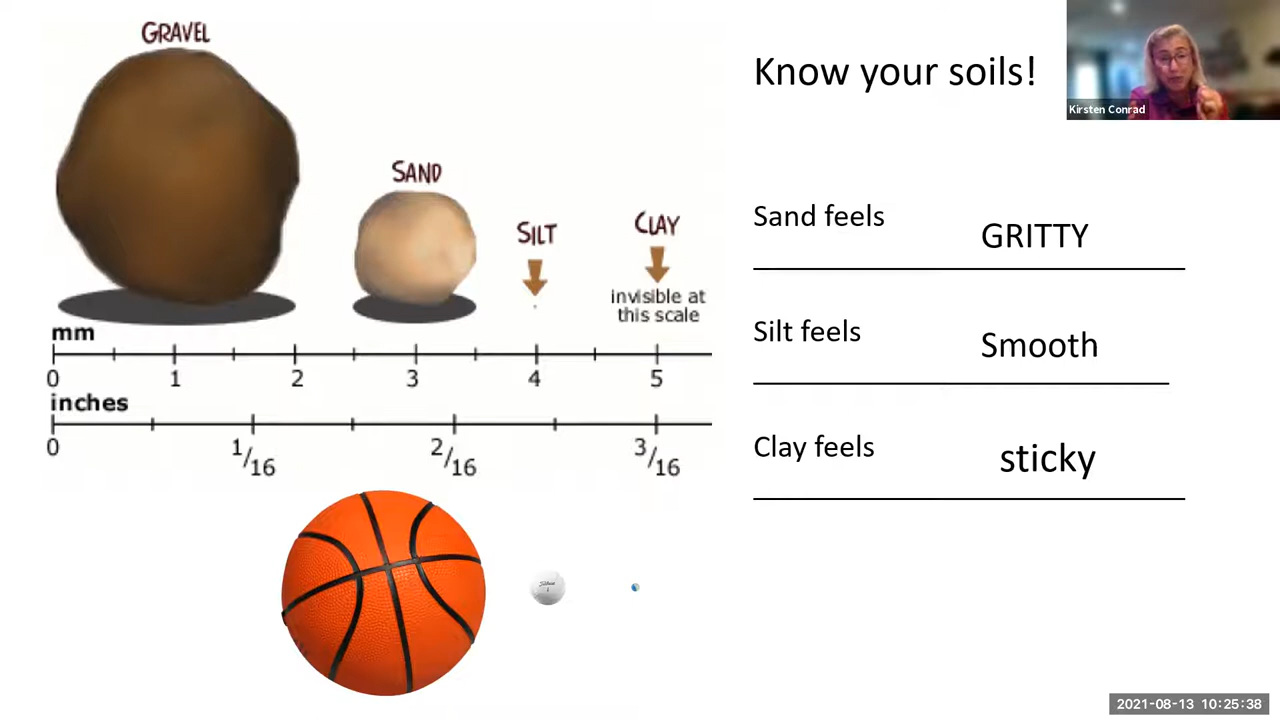 GRAVEL
SAND
SILT
CLAY
invisible at
this scale
mm
0 1 2 3 4 5
inches
0 1/16 2/16 3/16
Know your soils!
Kirsten Conrad
Sand feels GRITTY
Silt feels Smooth
Clay feels sticky
2021-08-13 10:25:38